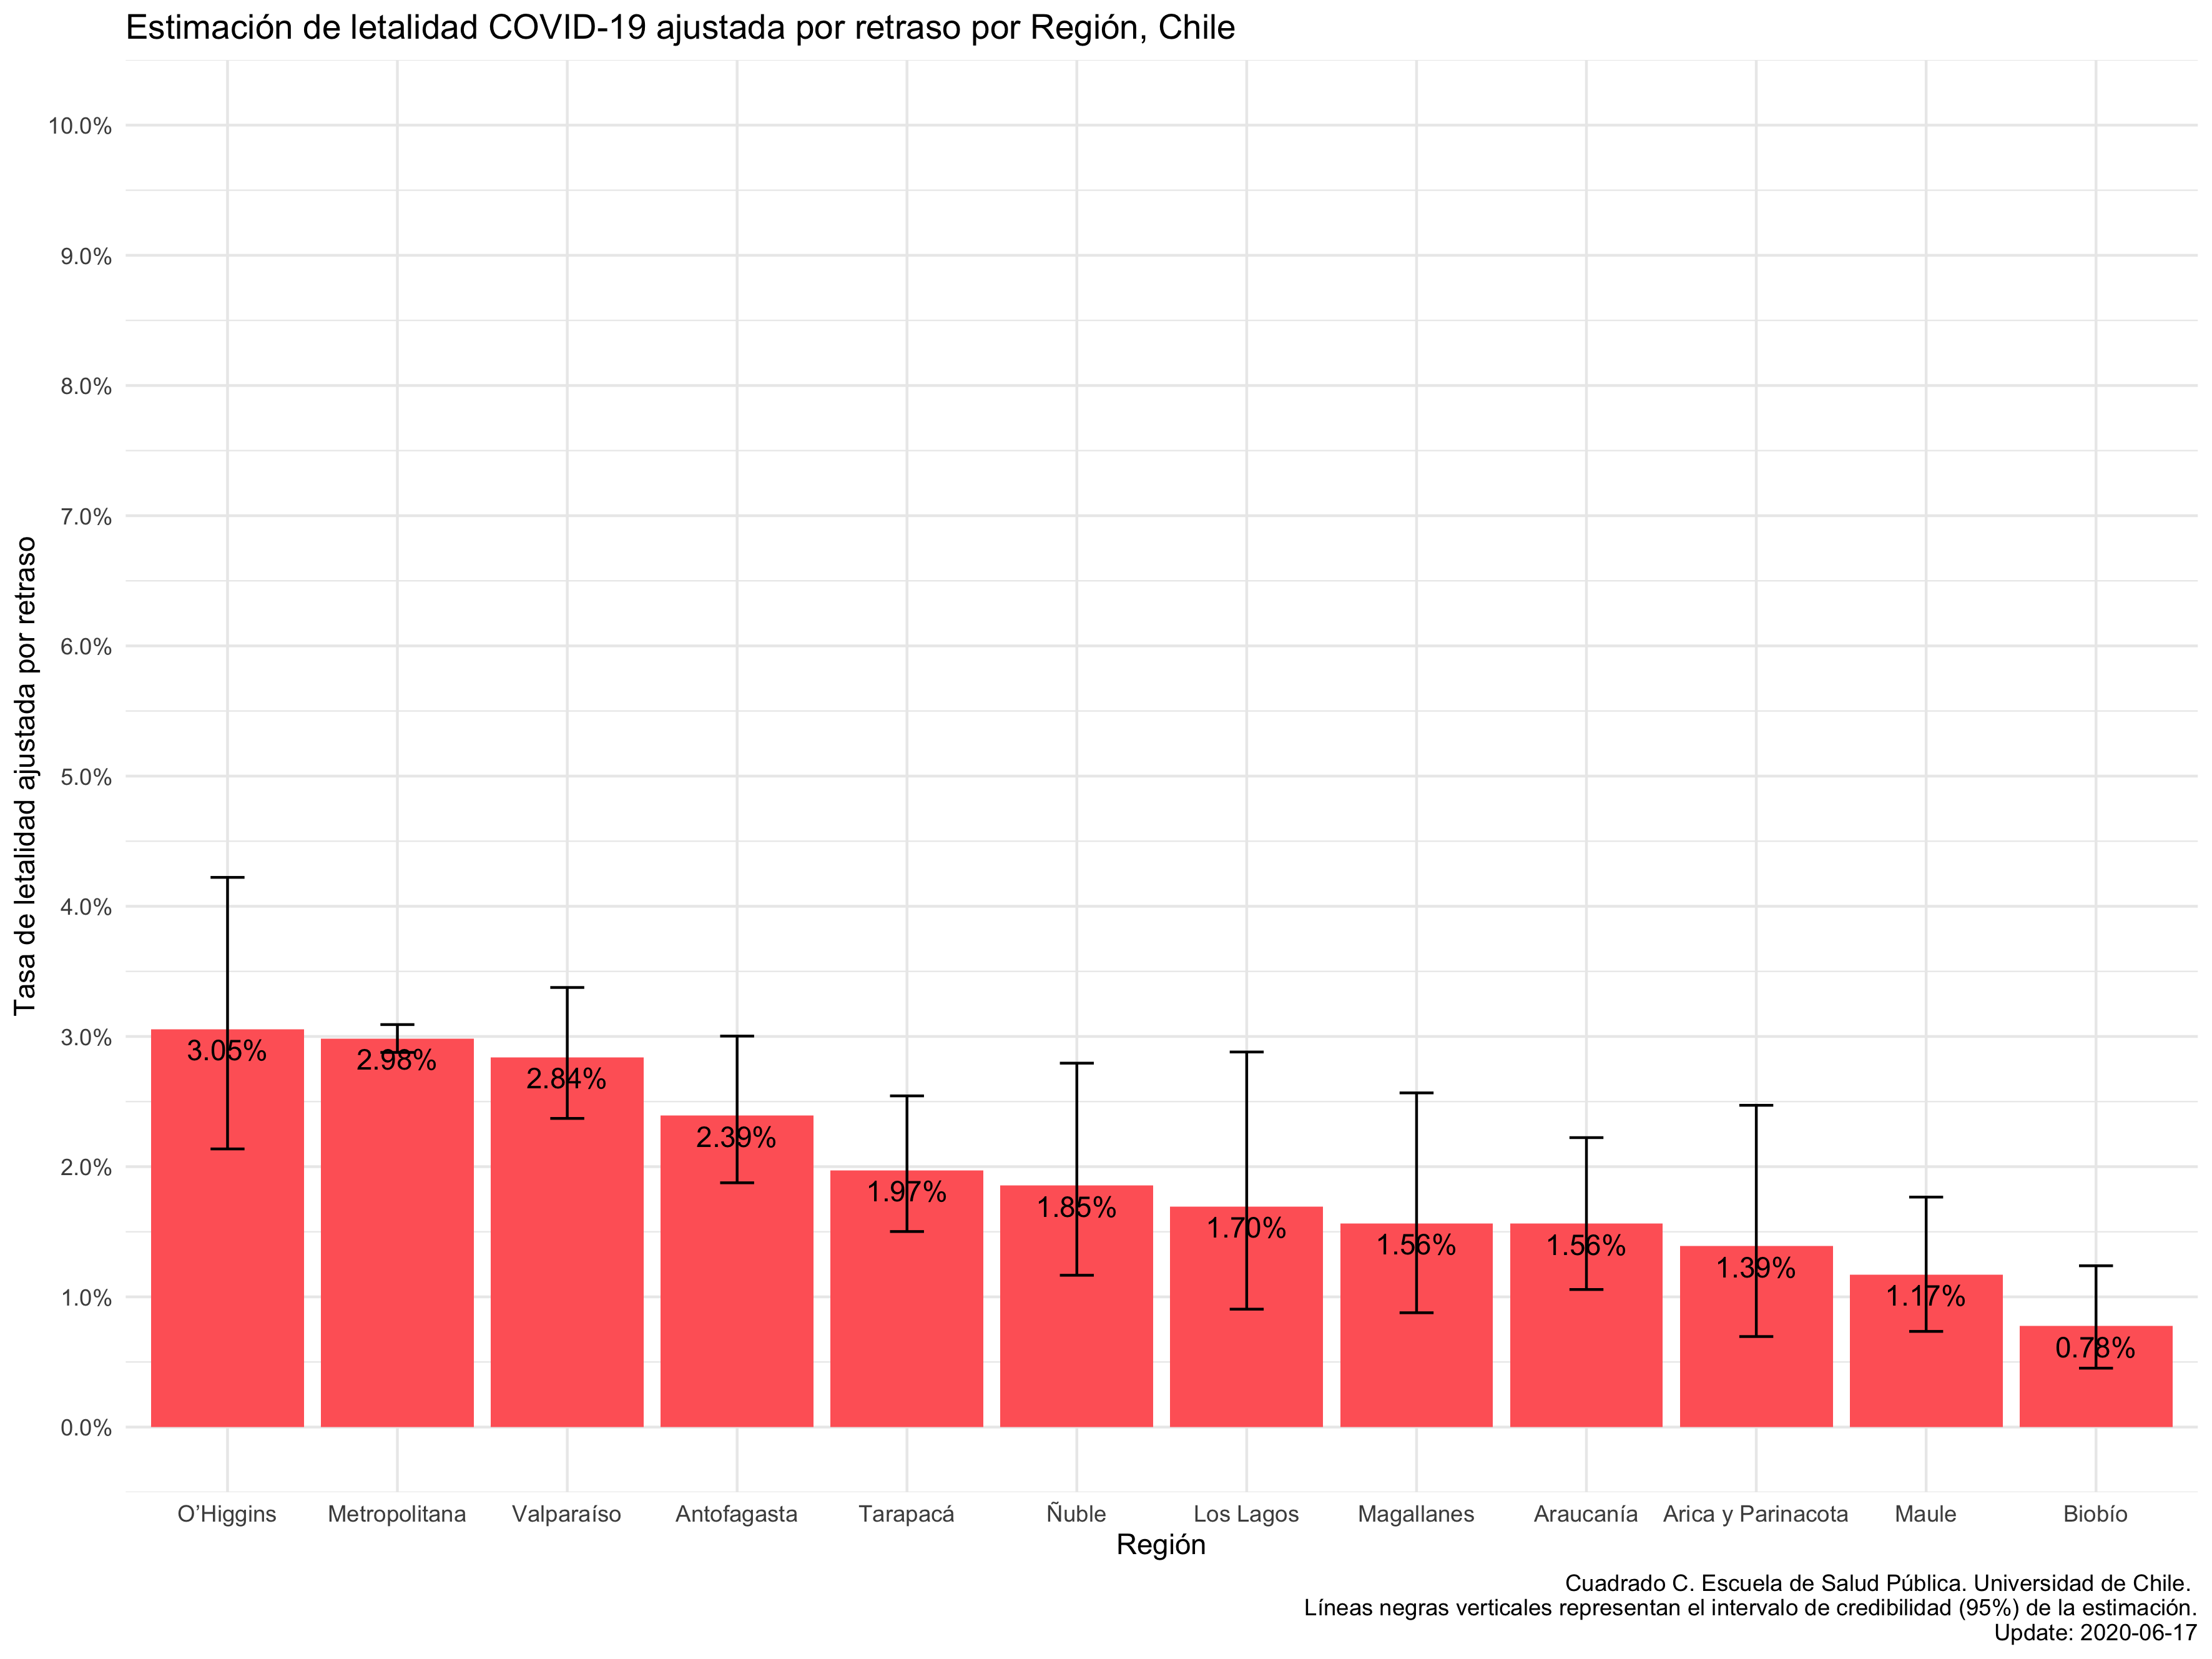 Estimación de letalidad COVID-19 ajustada por retraso por Región, Chile
Tasa de letalidad ajustada por retraso
10.0%
9.0%
8.0%
7.0%
6.0%
5.0%
4.0%
3.0%
2.0%
1.0%
0.0%
3.05%
2.98%
2.84%
2.39%
1.97%
1.85%
1.70%
1.56%
1.56%
1.39%
1.17%
0.78%
O’Higgins
Metropolitana
Valparaíso
Antofagasta
Tarapacá
Ñuble
Los Lagos
Magallanes
Araucanía
Arica y Parinacota
Maule
Biobío
Región
Cuadrado C. Escuela de Salud Pública. Universidad de Chile.
Líneas negras verticales representan el intervalo de credibilidad (95%) de la estimación.
Update: 2020-06-17